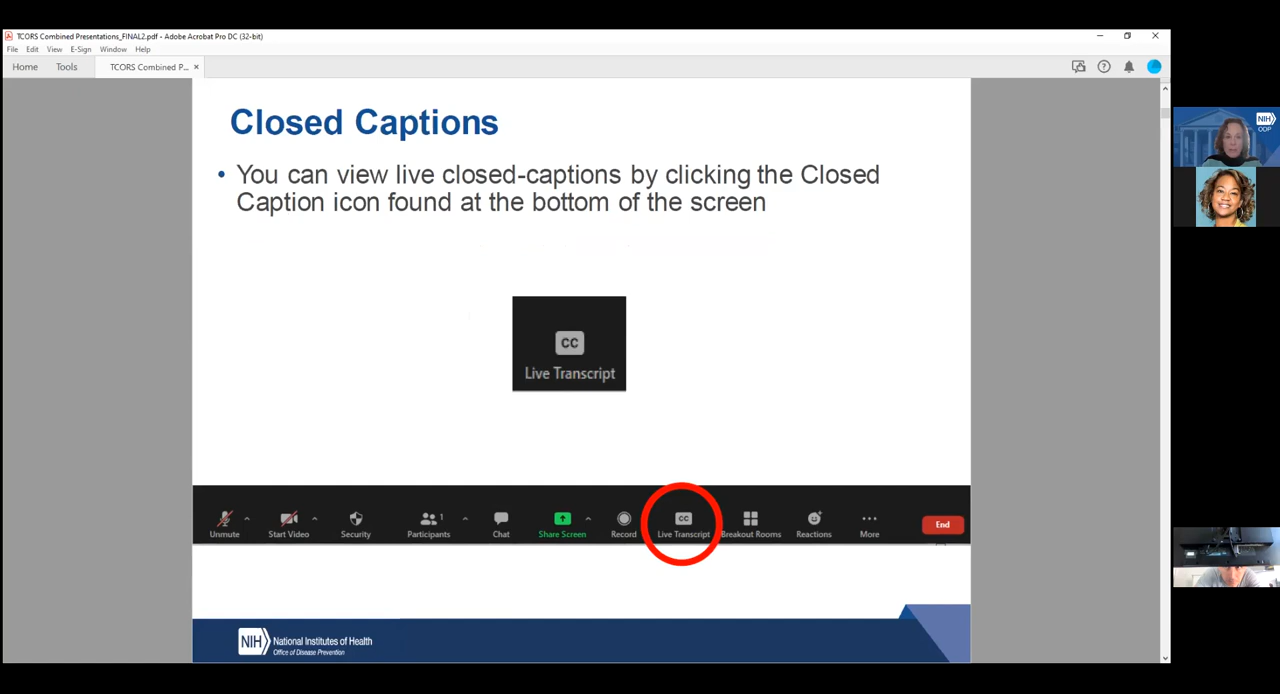 TCORS Combined Presentations_FINAL2.pdf - Adobe Acrobat Pro DC (32-bit)
File Edit View E-Sign Window Help
Home Tools TCORS Combined P... ×
Closed Captions
• You can view live closed-captions by clicking the Closed
Caption icon found at the bottom of the screen
CC
Live Transcript
1
CC
Unmute Start Video Security Participants Chat Share Screen Record Live Transcript Breakout Rooms Reactions More End
NIH National Institutes of Health
Office of Disease Prevention
NIH
ODP